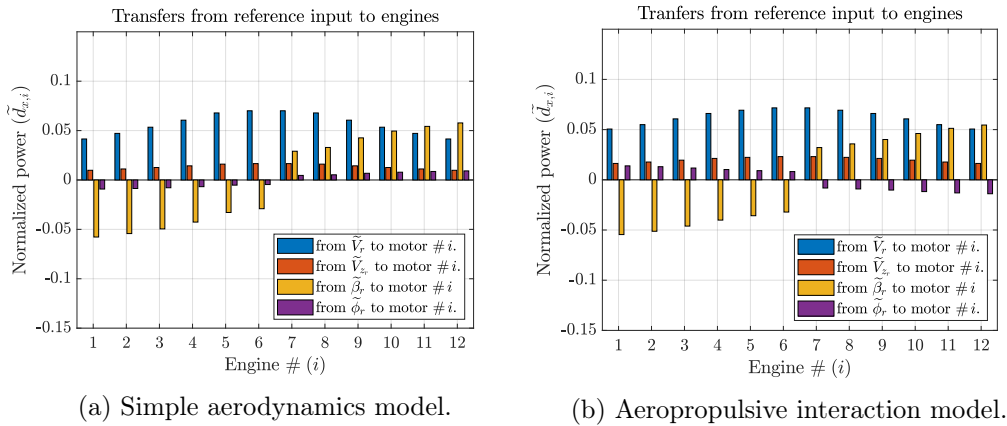 Transfers from reference input to engines
Normalized power (d̃x,i)
0.1
0.05
0
-0.05
-0.1
-0.15
from Ṽr to motor # i.
from Ṽzr to motor # i.
from β̃r to motor # i
from ϕ̃r to motor # i.
1 2 3 4 5 6 7 8 9 10 11 12
Engine # (i)
(a) Simple aerodynamics model.
Tranfers from reference input to engines
Normalized power (d̃x,i)
0.1
0.05
0
-0.05
-0.1
-0.15
from Ṽr to motor # i.
from Ṽzr to motor # i.
from β̃r to motor # i
from ϕ̃r to motor # i.
1 2 3 4 5 6 7 8 9 10 11 12
Engine # (i)
(b) Aeropropulsive interaction model.